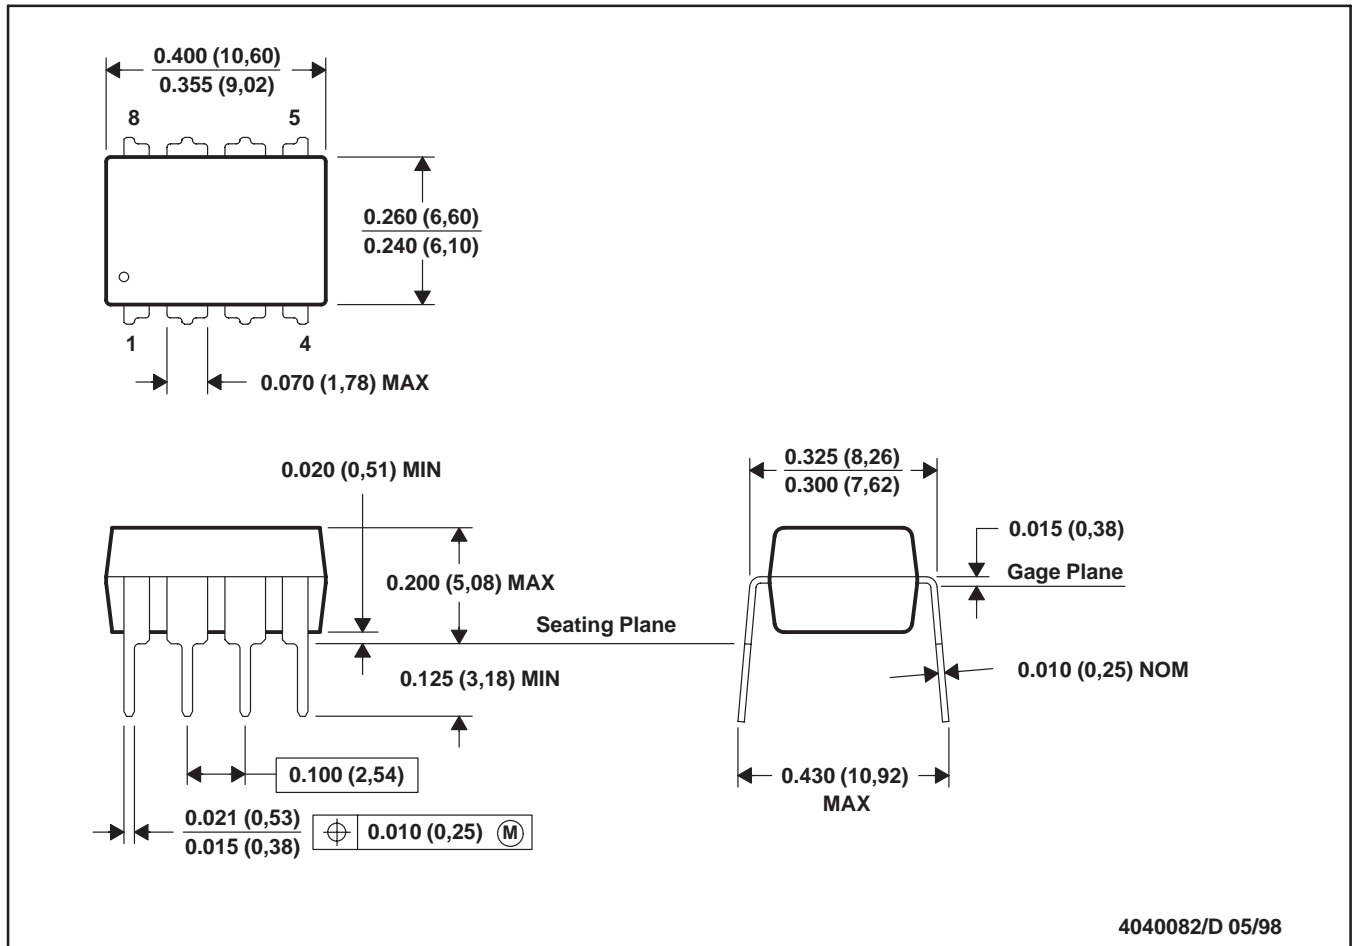 0.400 (10,60)
0.355 (9,02)
8
5
0.260 (6,60)
0.240 (6,10)
1
4
0.070 (1,78) MAX
0.020 (0,51) MIN
0.325 (8,26)
0.300 (7,62)
0.015 (0,38)
0.200 (5,08) MAX
Gage Plane
Seating Plane
0.125 (3,18) MIN
0.010 (0,25) NOM
0.100 (2,54)
0.430 (10,92)
MAX
0.021 (0,53)
0.015 (0,38)
0.010 (0,25) Ⓜ
4040082/D 05/98